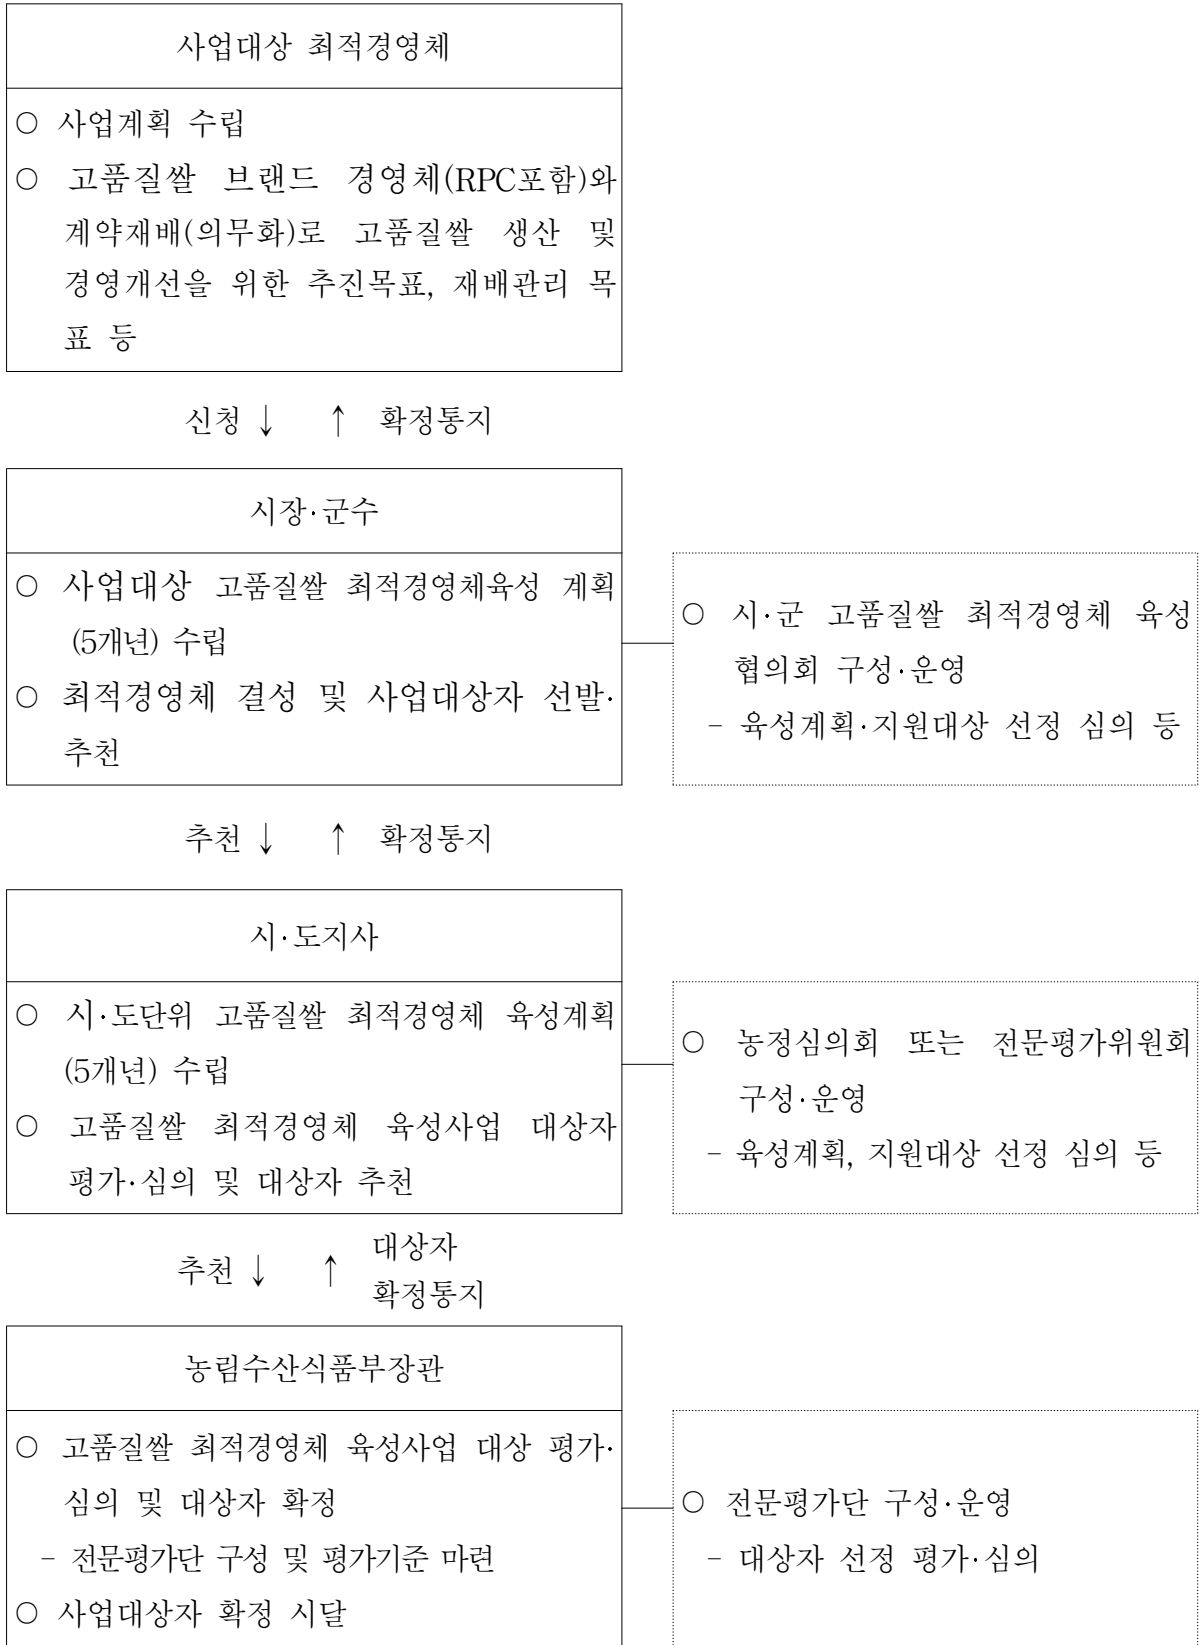 사업대상 최적경영체
○ 사업계획 수립
○ 고품질쌀 브랜드 경영체(RPC포함)와
계약재배(의무화)로 고품질쌀 생산 및
경영개선을 위한 추진목표, 재배관리 목
표 등
신청 ↓ ↑ 확정통지
시장·군수
○ 사업대상 고품질쌀 최적경영체육성 계획
(5개년) 수립
○ 최적경영체 결성 및 사업대상자 선발·
추천
○ 시·군 고품질쌀 최적경영체 육성
협의회 구성·운영
- 육성계획·지원대상 선정 심의 등
추천 ↓ ↑ 확정통지
시·도지사
○ 시·도단위 고품질쌀 최적경영체 육성계획
(5개년) 수립
○ 고품질쌀 최적경영체 육성사업 대상자
평가·심의 및 대상자 추천
○ 농정심의회 또는 전문평가위원회
구성·운영
- 육성계획, 지원대상 선정 심의 등
추천 ↓ ↑ 대상자
확정통지
농림수산식품부장관
○ 고품질쌀 최적경영체 육성사업 대상 평가·
심의 및 대상자 확정
- 전문평가단 구성 및 평가기준 마련
○ 사업대상자 확정 시달
○ 전문평가단 구성·운영
- 대상자 선정 평가·심의